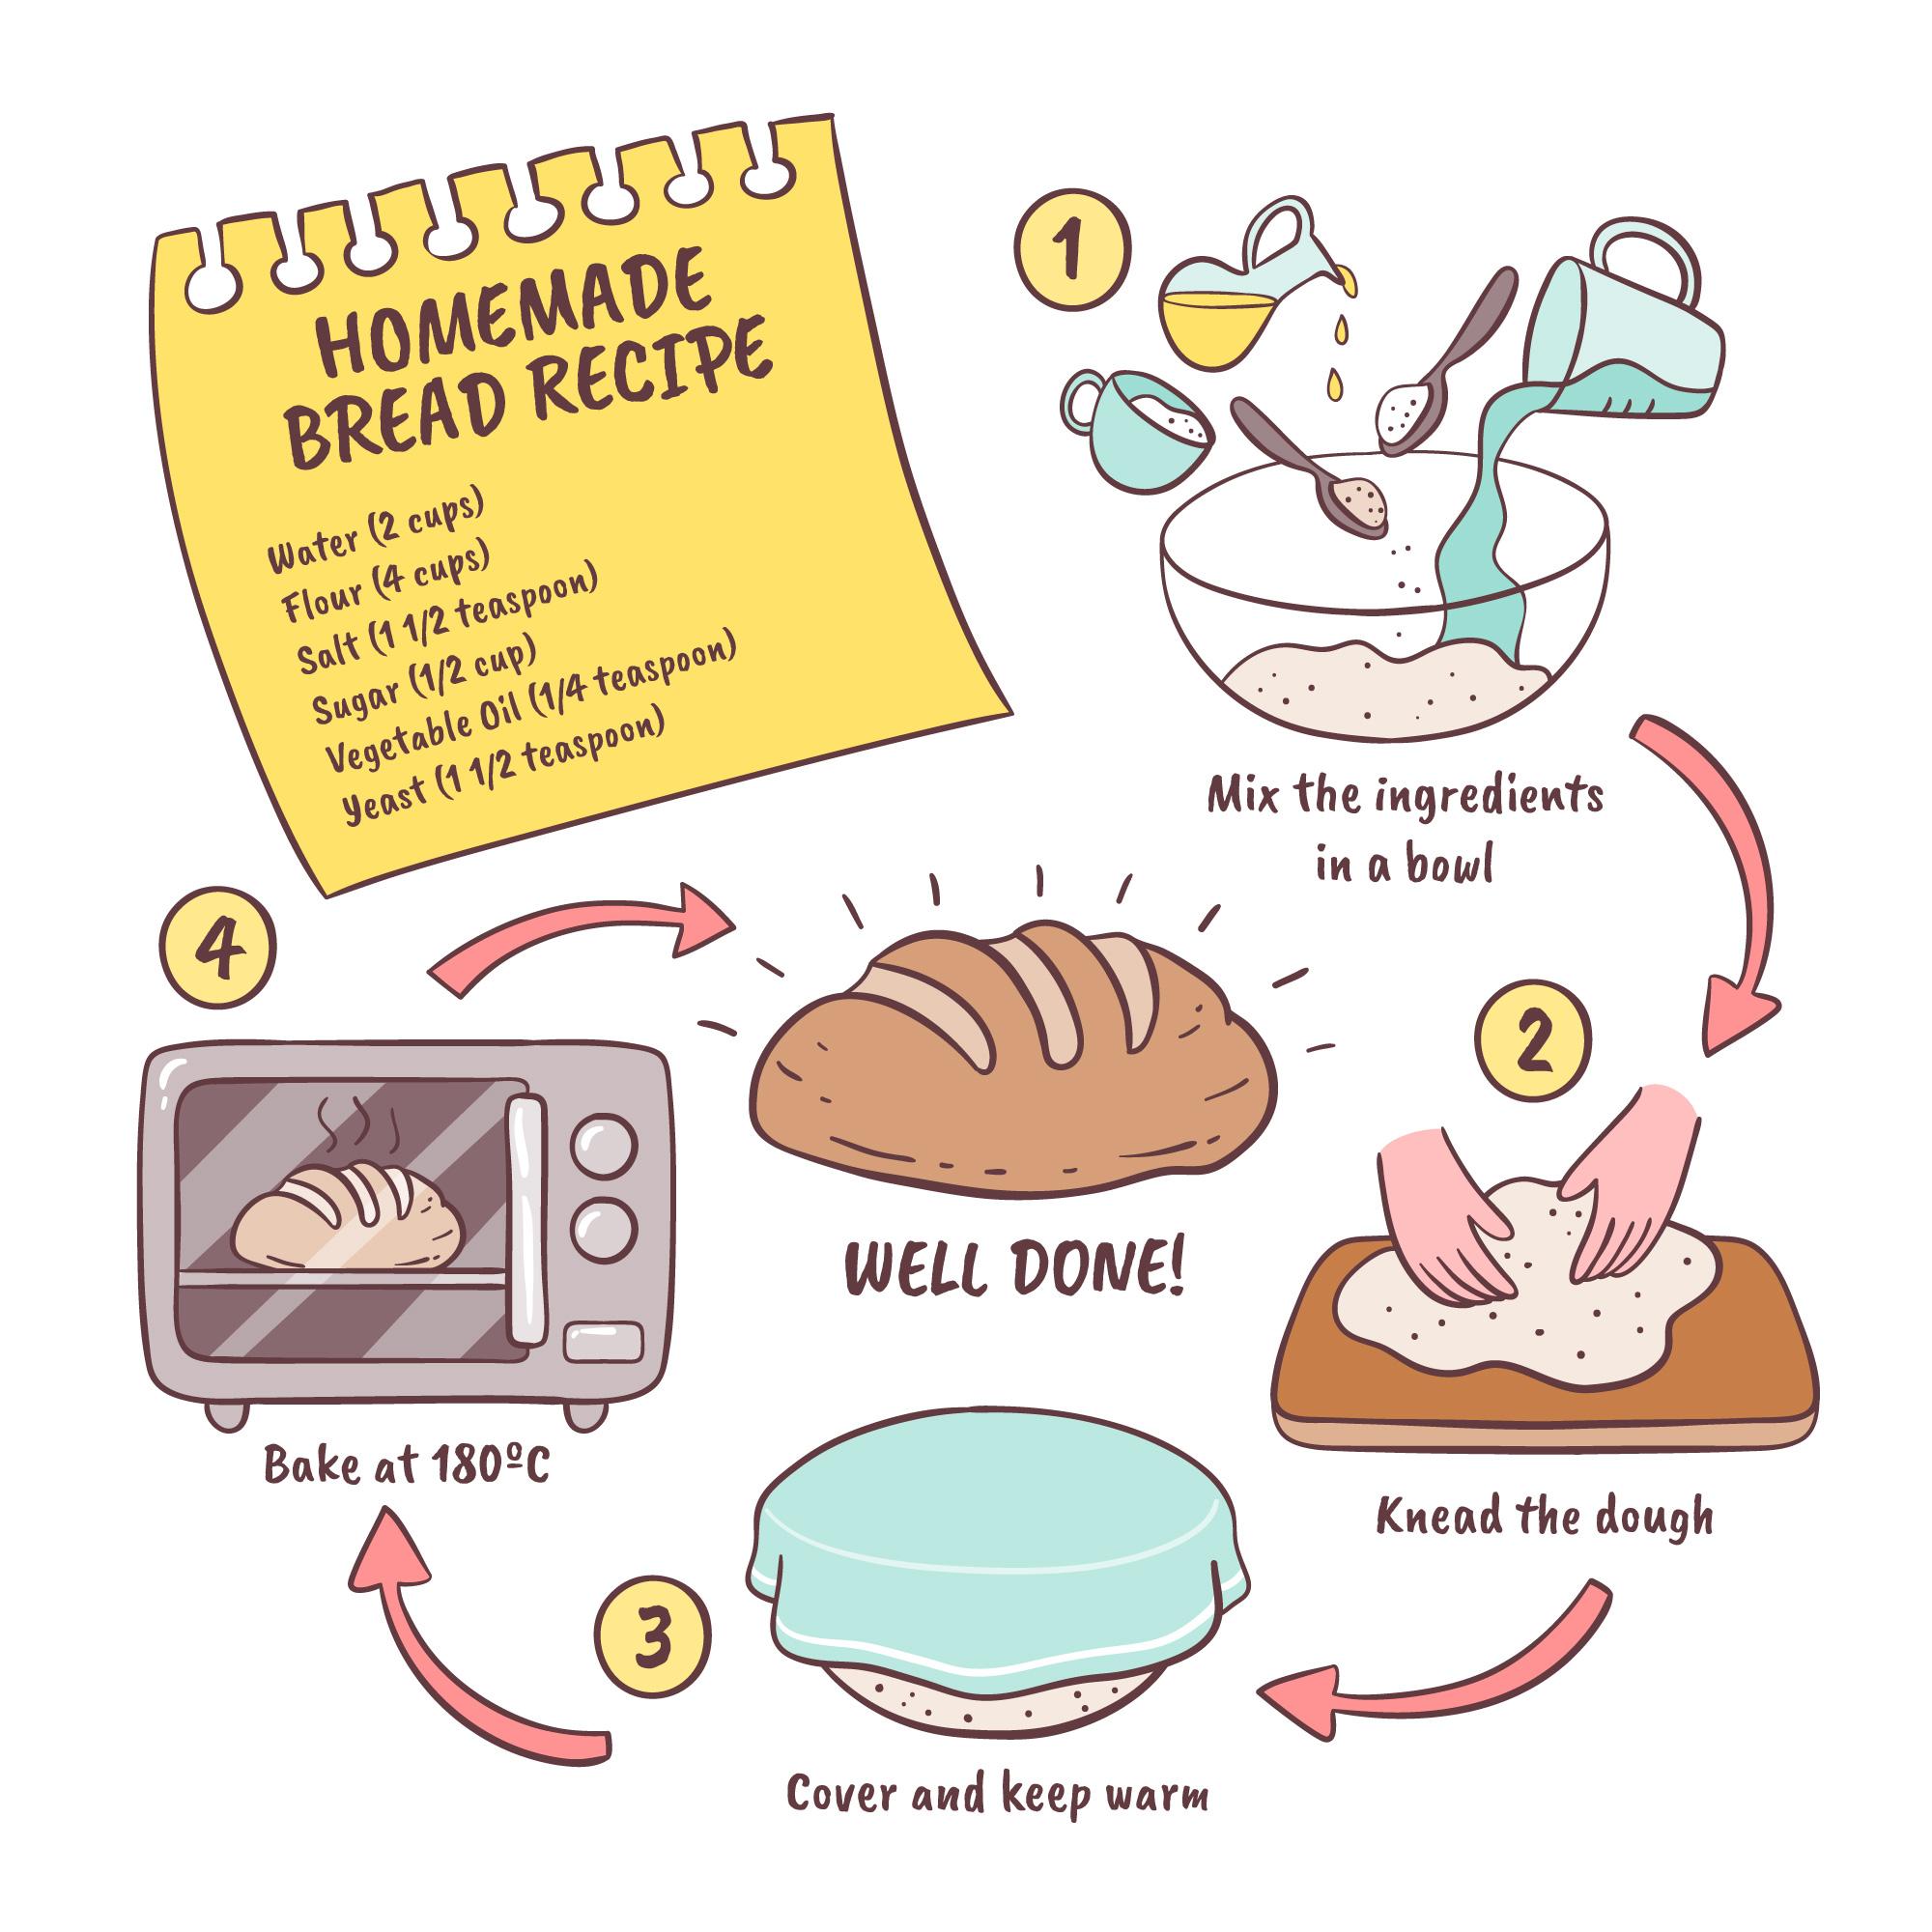 HOMEMADE
BREAD RECIPE
Water (2 cups)
Flour (4 cups)
Salt (1 1/2 teaspoon)
Sugar (1/2 cup)
Vegetable Oil (1/4 teaspoon)
Yeast (1 1/2 teaspoon)
1
Mix the ingredients
in a bowl
2
Knead the dough
3
Cover and keep warm
4
Bake at 180ºC
WELL DONE!